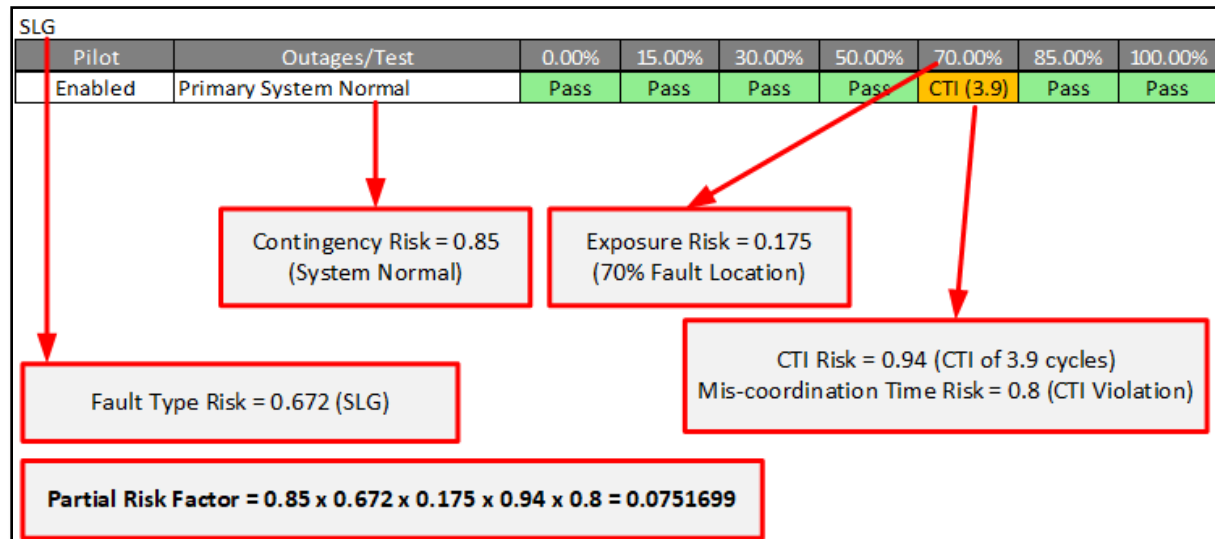 SLG
Pilot Outages/Test 0.00% 15.00% 30.00% 50.00% 70.00% 85.00% 100.00%
Enabled Primary System Normal Pass Pass Pass Pass CTI (3.9) Pass Pass
Contingency Risk = 0.85
(System Normal)
Exposure Risk = 0.175
(70% Fault Location)
CTI Risk = 0.94 (CTI of 3.9 cycles)
Mis-coordination Time Risk = 0.8 (CTI Violation)
Fault Type Risk = 0.672 (SLG)
Partial Risk Factor = 0.85 x 0.672 x 0.175 x 0.94 x 0.8 = 0.0751699